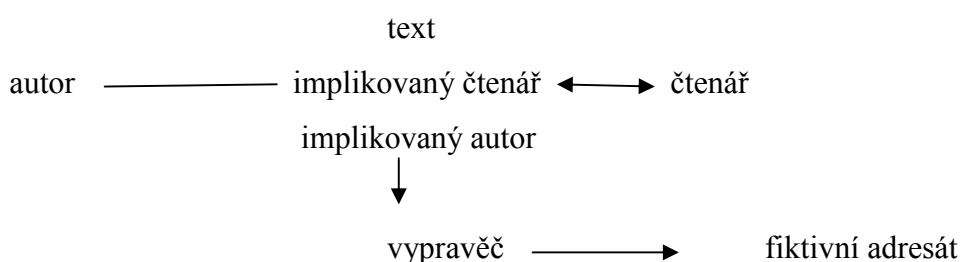 text
autor implikovaný čtenář čtenář
implikovaný autor
vypravěč fiktivní adresát